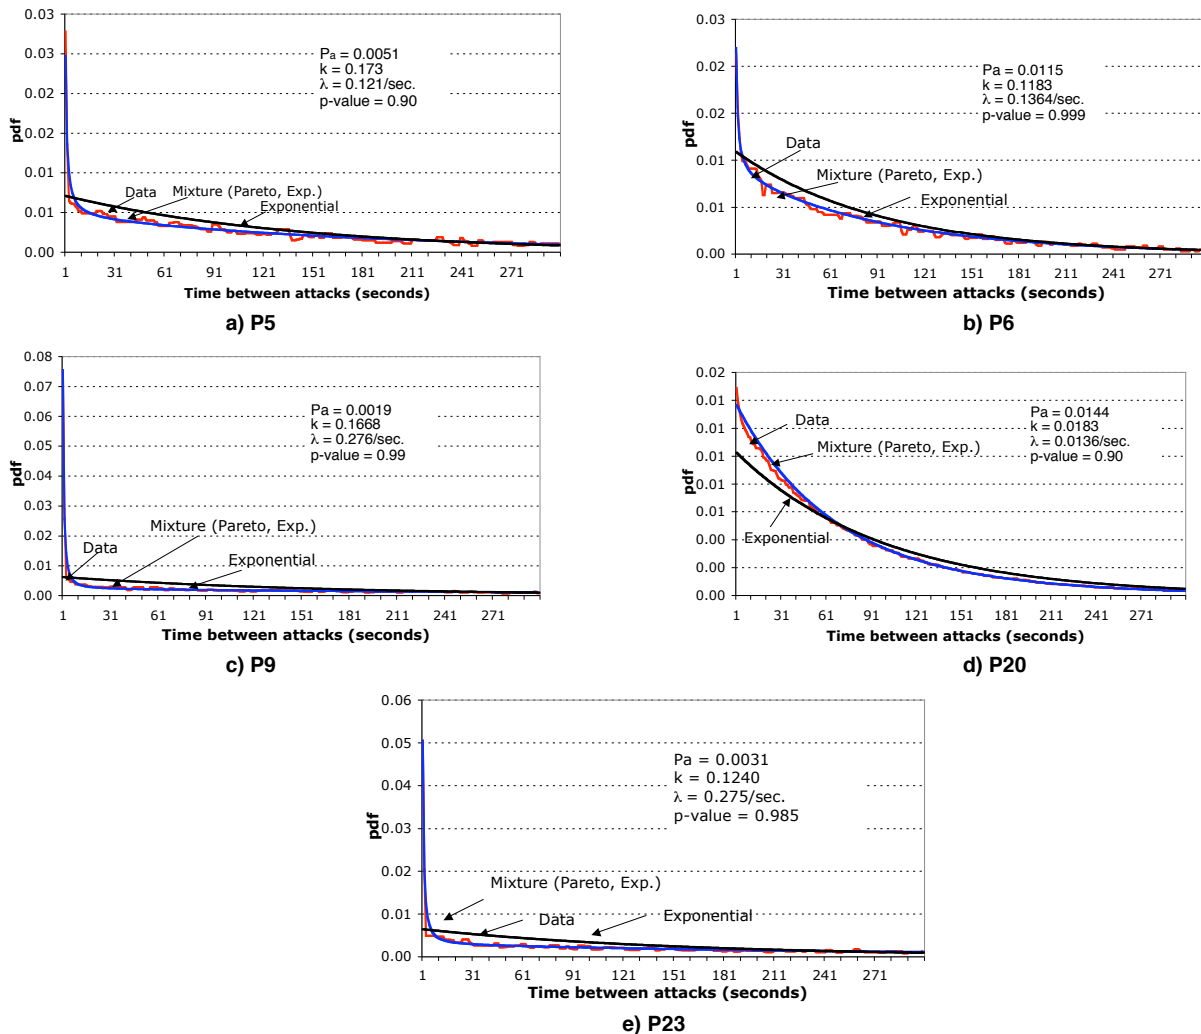 0.03
0.03
0.02
0.02
0.01
0.01
0.00
pdf
Pa = 0.0051
k = 0.173
λ = 0.121/sec.
p-value = 0.90
Data
Mixture (Pareto, Exp.)
Exponential
1 31 61 91 121 151 181 211 241 271
Time between attacks (seconds)
a) P5
0.03
0.02
0.02
0.01
0.01
0.00
pdf
Pa = 0.0115
k = 0.1183
λ = 0.1364/sec.
p-value = 0.999
Data
Mixture (Pareto, Exp.)
Exponential
1 31 61 91 121 151 181 211 241 271
Time between attacks (seconds)
b) P6
0.08
0.07
0.06
0.05
0.04
0.03
0.02
0.01
0.00
pdf
Pa = 0.0019
k = 0.1668
λ = 0.276/sec.
p-value = 0.99
Mixture (Pareto, Exp.)
Data
Exponential
1 31 61 91 121 151 181 211 241 271
Time between attacks (seconds)
c) P9
0.02
0.01
0.01
0.01
0.01
0.01
0.00
0.00
0.00
pdf
Pa = 0.0144
k = 0.0183
λ = 0.0136/sec.
p-value = 0.90
Data
Mixture (Pareto, Exp.)
Exponential
1 31 61 91 121 151 181 211 241 271
Time between attacks (seconds)
d) P20
0.06
0.05
0.04
0.03
0.02
0.01
0.00
pdf
Pa = 0.0031
k = 0.1240
λ = 0.275/sec.
p-value = 0.985
Mixture (Pareto, Exp.)
Data
Exponential
1 31 61 91 121 151 181 211 241 271
Time between attacks (seconds)
e) P23